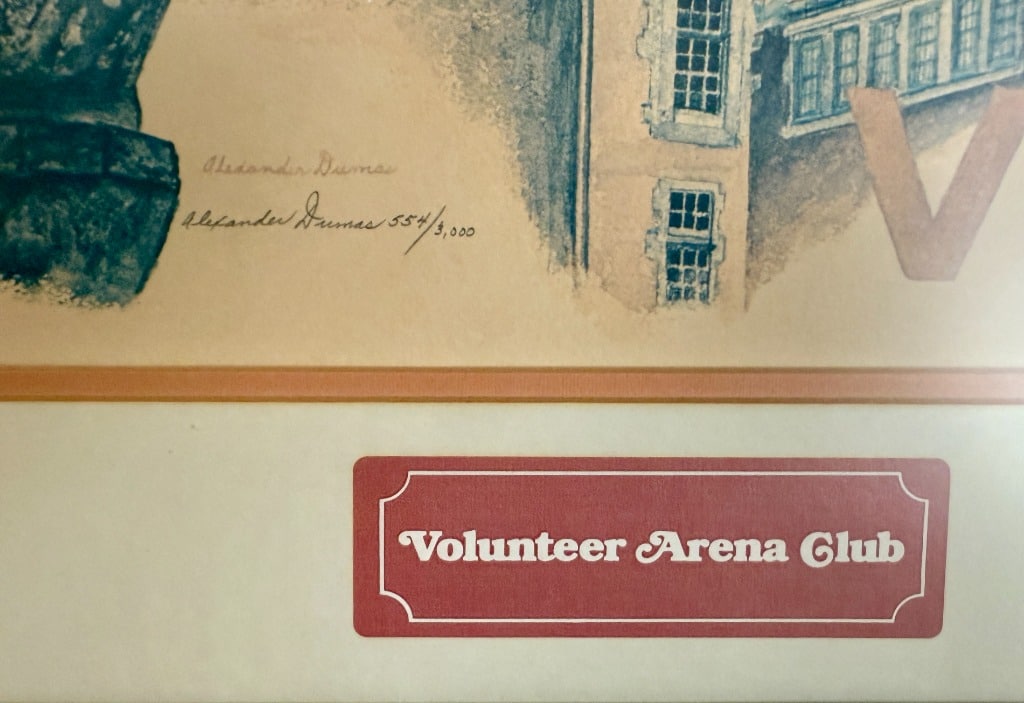 V
Alexander Dumas
Alexander Dumas 554/3,000
Volunteer Arena Club